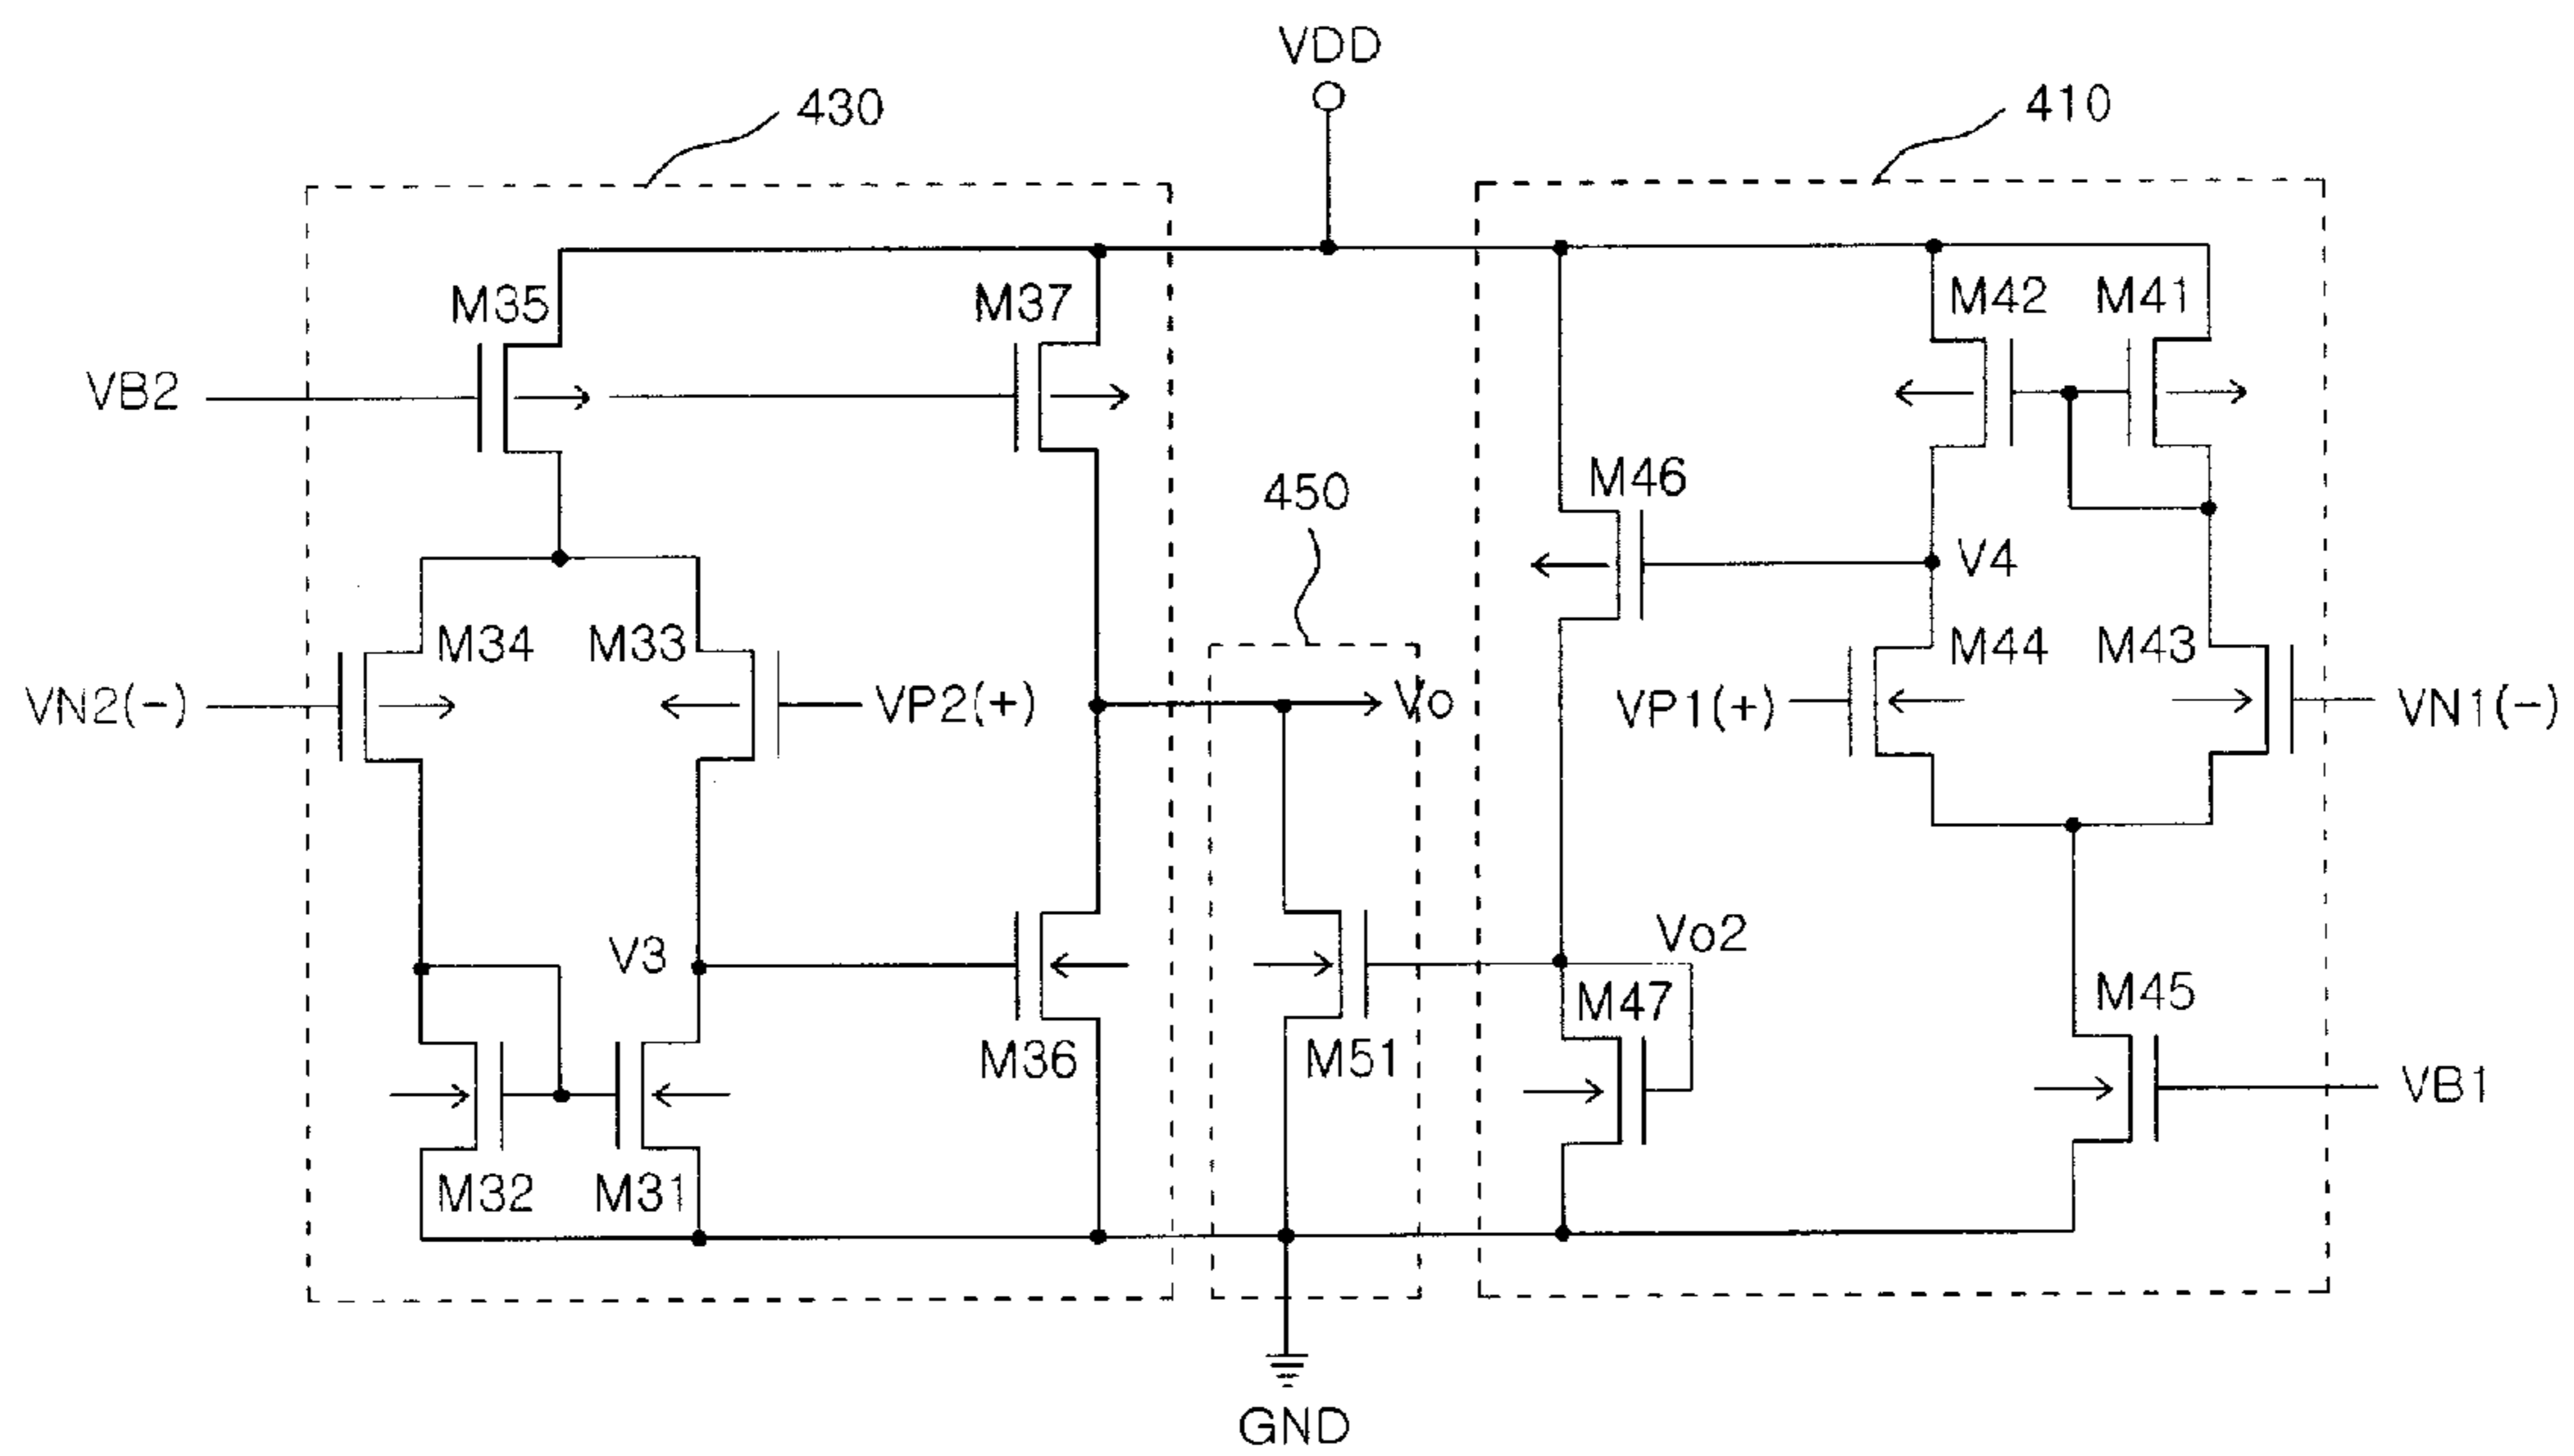 VDD
430
410
M35
M37
M42
M41
VB2
M46
450
V4
M34
M33
M44
M43
VN2(-)
VP2(+)
Vo
VP1(+)
VN1(-)
V3
Vo2
M47
M45
M36
M51
VB1
M32
M31
GND